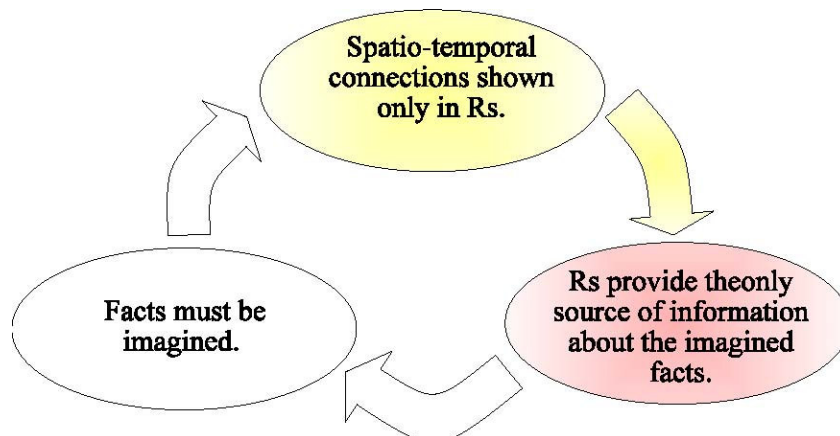 Spatio-temporal
connections shown
only in Rs.
Rs provide theonly
source of information
about the imagined
facts.
Facts must be
imagined.